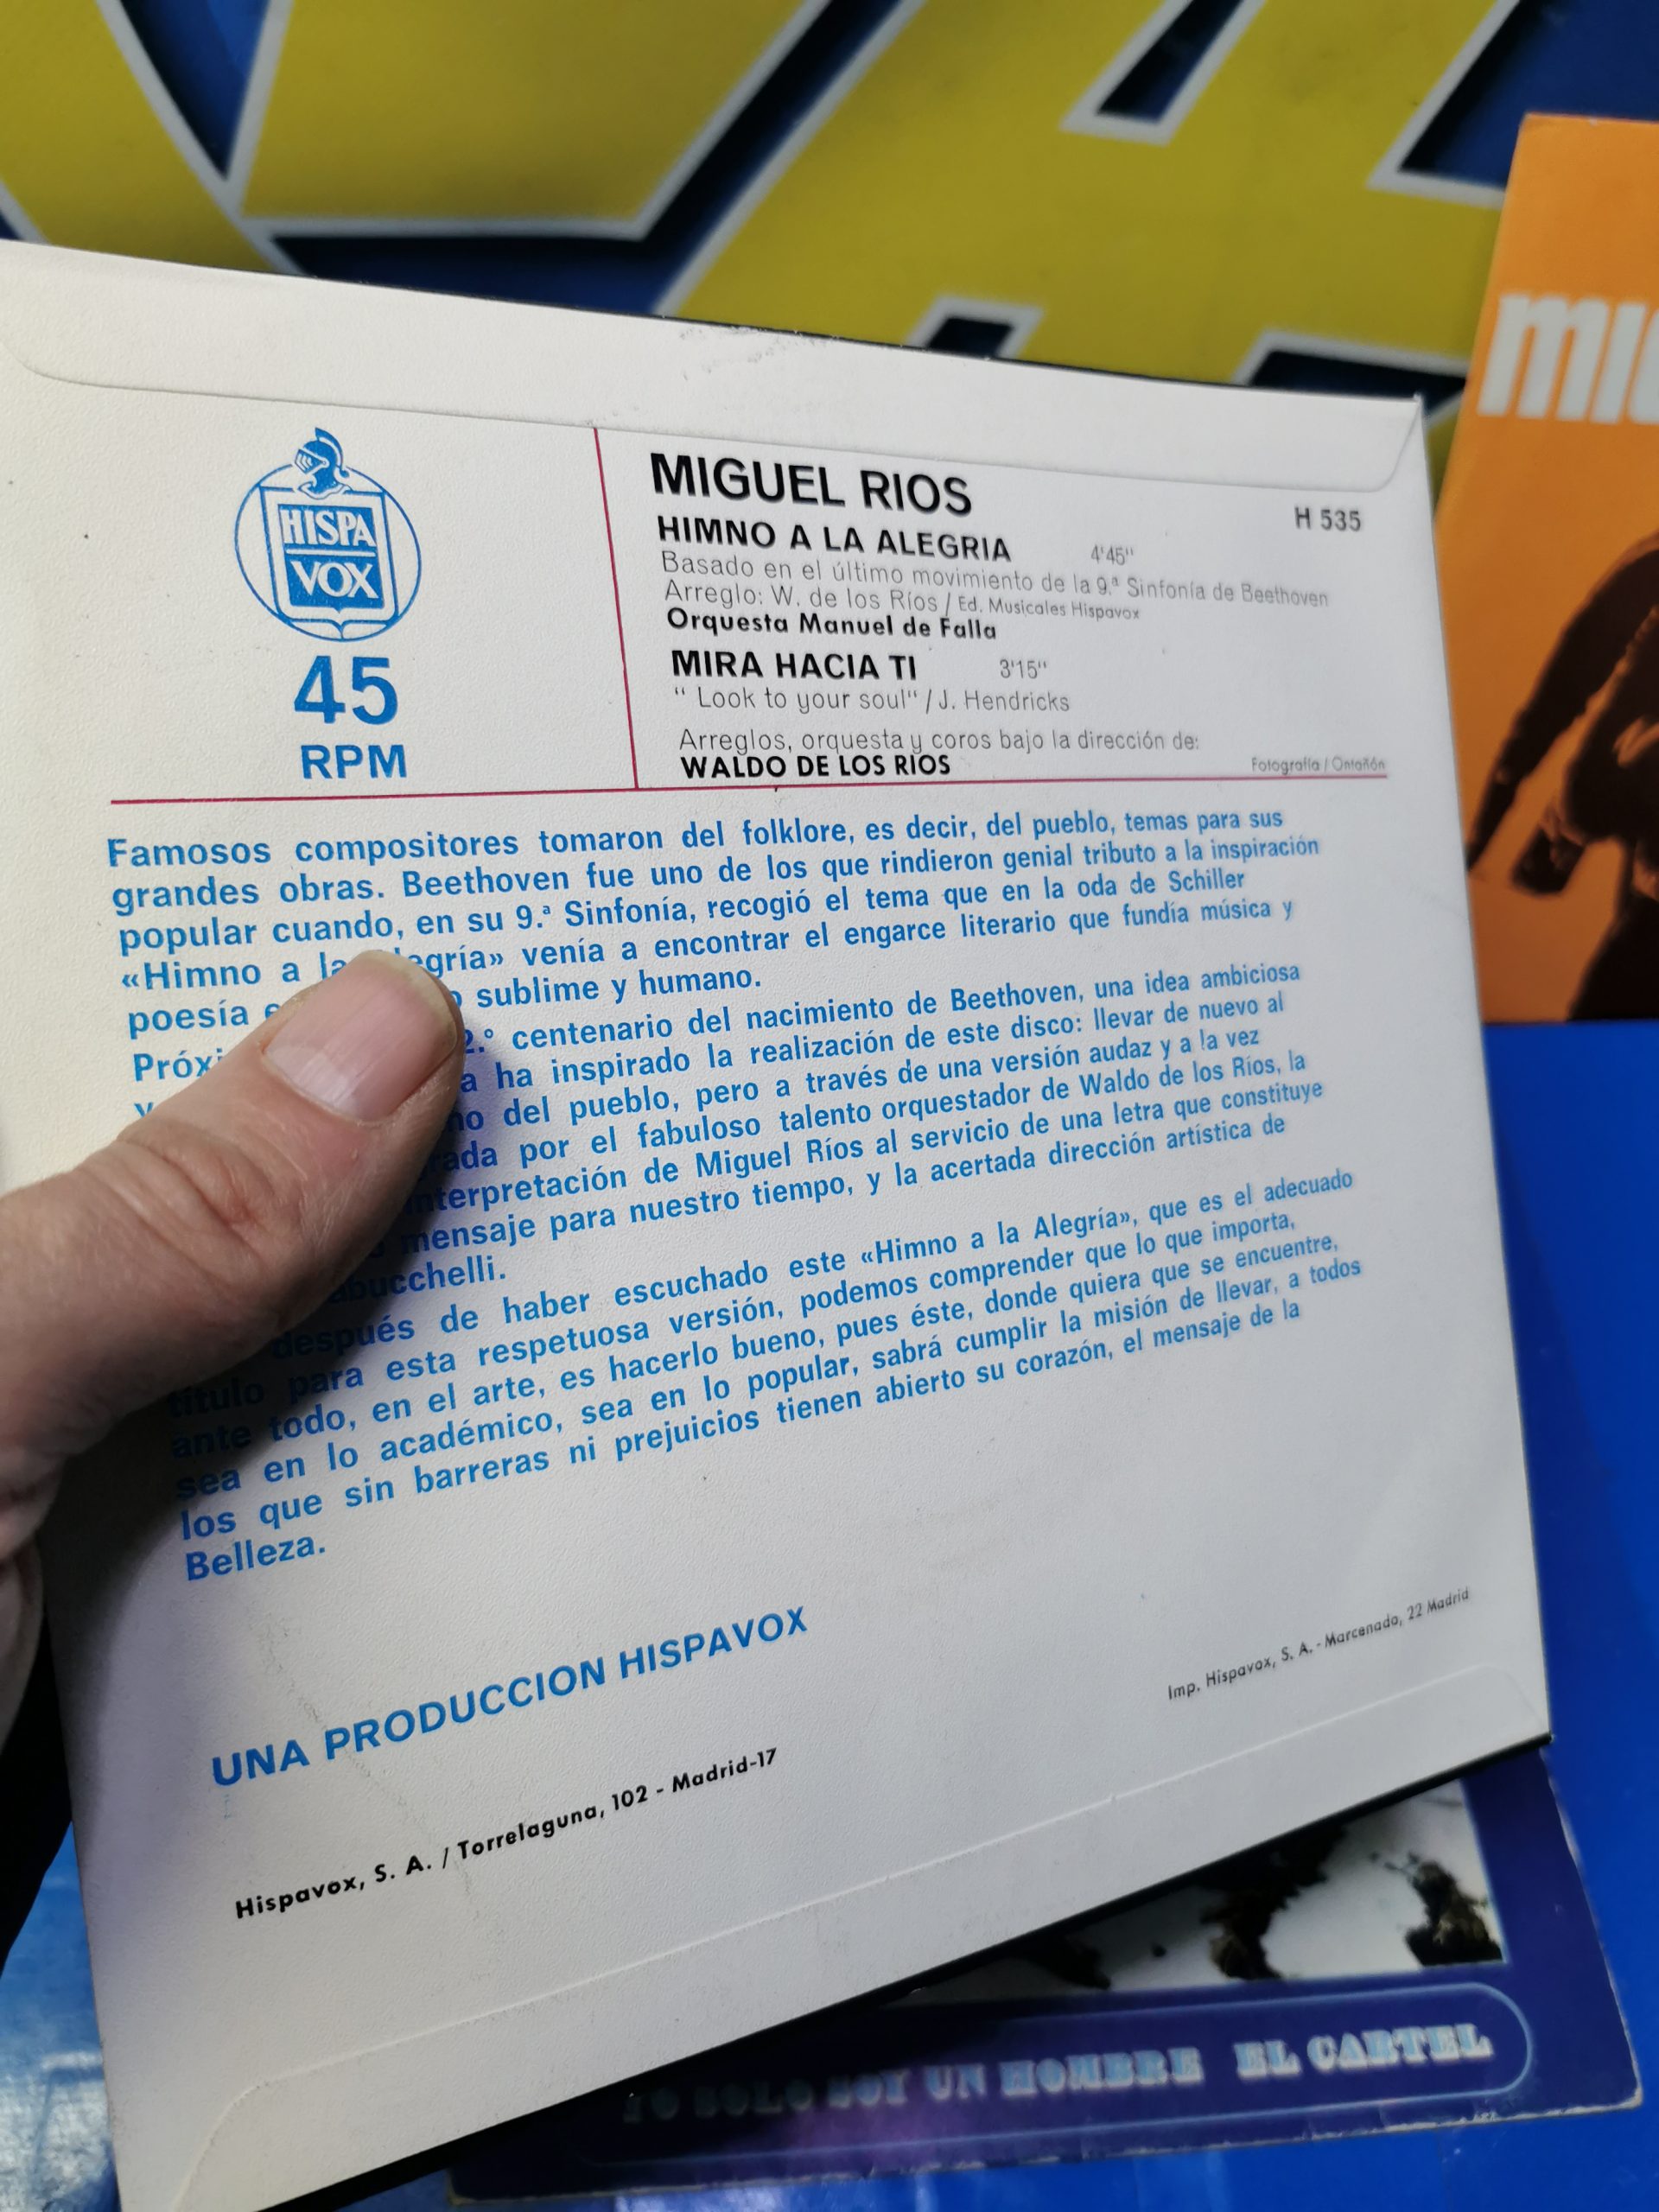 HISPA
VOX
45
RPM
MIGUEL RIOS
H 535
HIMNO A LA ALEGRIA 4'45"
Basado en el último movimiento de la 9.ª Sinfonía de Beethoven
Arreglo: W. de los Ríos / Ed. Musicales Hispavox
Orquesta Manuel de Falla
MIRA HACIA TI 3'15"
" Look to your soul" / J. Hendricks
Arreglos, orquesta y coros bajo la dirección de:
WALDO DE LOS RIOS
Fotografía / Ontañón
Famosos compositores tomaron del folklore, es decir, del pueblo, temas para sus
grandes obras. Beethoven fue uno de los que rindieron genial tributo a la inspiración
popular cuando, en su 9.ª Sinfonía, recogió el tema que en la oda de Schiller
«Himno a la egría» venía a encontrar el engarce literario que fundía música y
poesía sublime y humano.
2.º centenario del nacimiento de Beethoven, una idea ambiciosa
ha inspirado la realización de este disco: llevar de nuevo al
del pueblo, pero a través de una versión audaz y a la vez
por el fabuloso talento orquestador de Waldo de los Ríos, la
nterpretación de Miguel Ríos al servicio de una letra que constituye
mensaje para nuestro tiempo, y la acertada dirección artística de
bucchelli.
después de haber escuchado este «Himno a la Alegría», que es el adecuado
título para esta respetuosa versión, podemos comprender que lo que importa,
ante todo, en el arte, es hacerlo bueno, pues éste, donde quiera que se encuentre,
sea en lo académico, sea en lo popular, sabrá cumplir la misión de llevar, a todos
los que sin barreras ni prejuicios tienen abierto su corazón, el mensaje de la
Belleza.
UNA PRODUCCION HISPAVOX
Imp. Hispavox, S. A. - Marcenado, 22 Madrid
Hispavox, S. A. / Torrelaguna, 102 - Madrid-17
YO SOLO SOY UN HOMBRE EL CARTEL